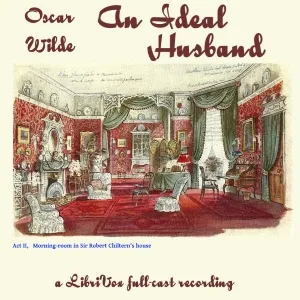 Oscar Wilde
An Ideal Husband
Act II, Morning-room in Sir Robert Chiltern's house
a LibriVox full-cast recording